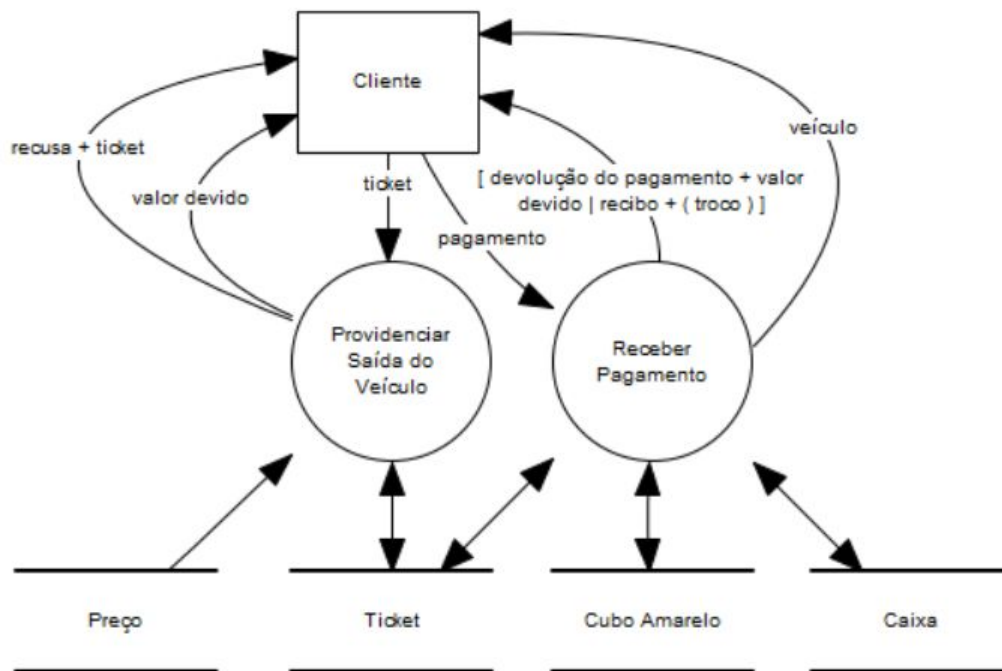 Cliente
recusa + ticket
valor devido
ticket
pagamento
[ devolução do pagamento + valor
devido | recibo + ( troco ) ]
veículo
Providenciar
Saída do
Veículo
Receber
Pagamento
Preço
Ticket
Cubo Amarelo
Caixa